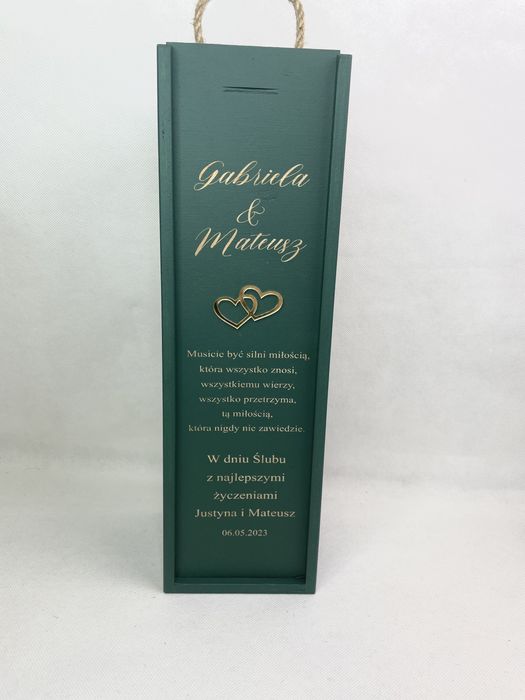 Gabriela
&
Mateusz
Musicie być silni miłością,
która wszystko znosi,
wszystkiemu wierzy,
wszystko przetrzyma,
tą miłością,
która nigdy nie zawiedzie.
W dniu Ślubu
z najlepszymi
życzeniami
Justyna i Mateusz
06.05.2023